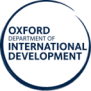 OXFORD
DEPARTMENT OF
INTERNATIONAL
DEVELOPMENT